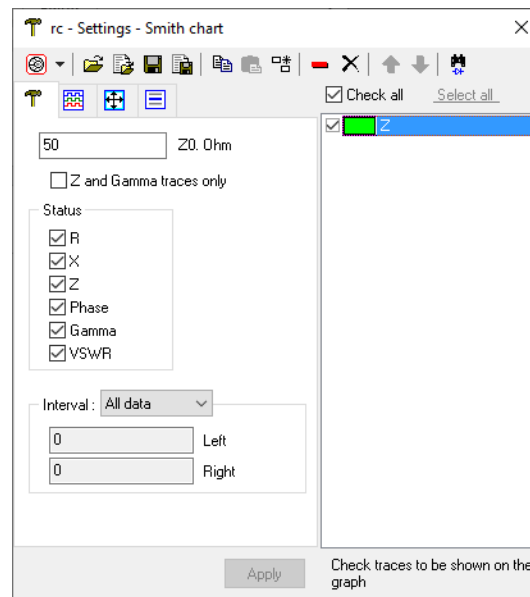 rc - Settings - Smith chart
Check all Select all
Z
50 Z0. Ohm
Z and Gamma traces only
Status
R
X
Z
Phase
Gamma
VSWR
Interval : All data
0 Left
0 Right
Apply
Check traces to be shown on the
graph